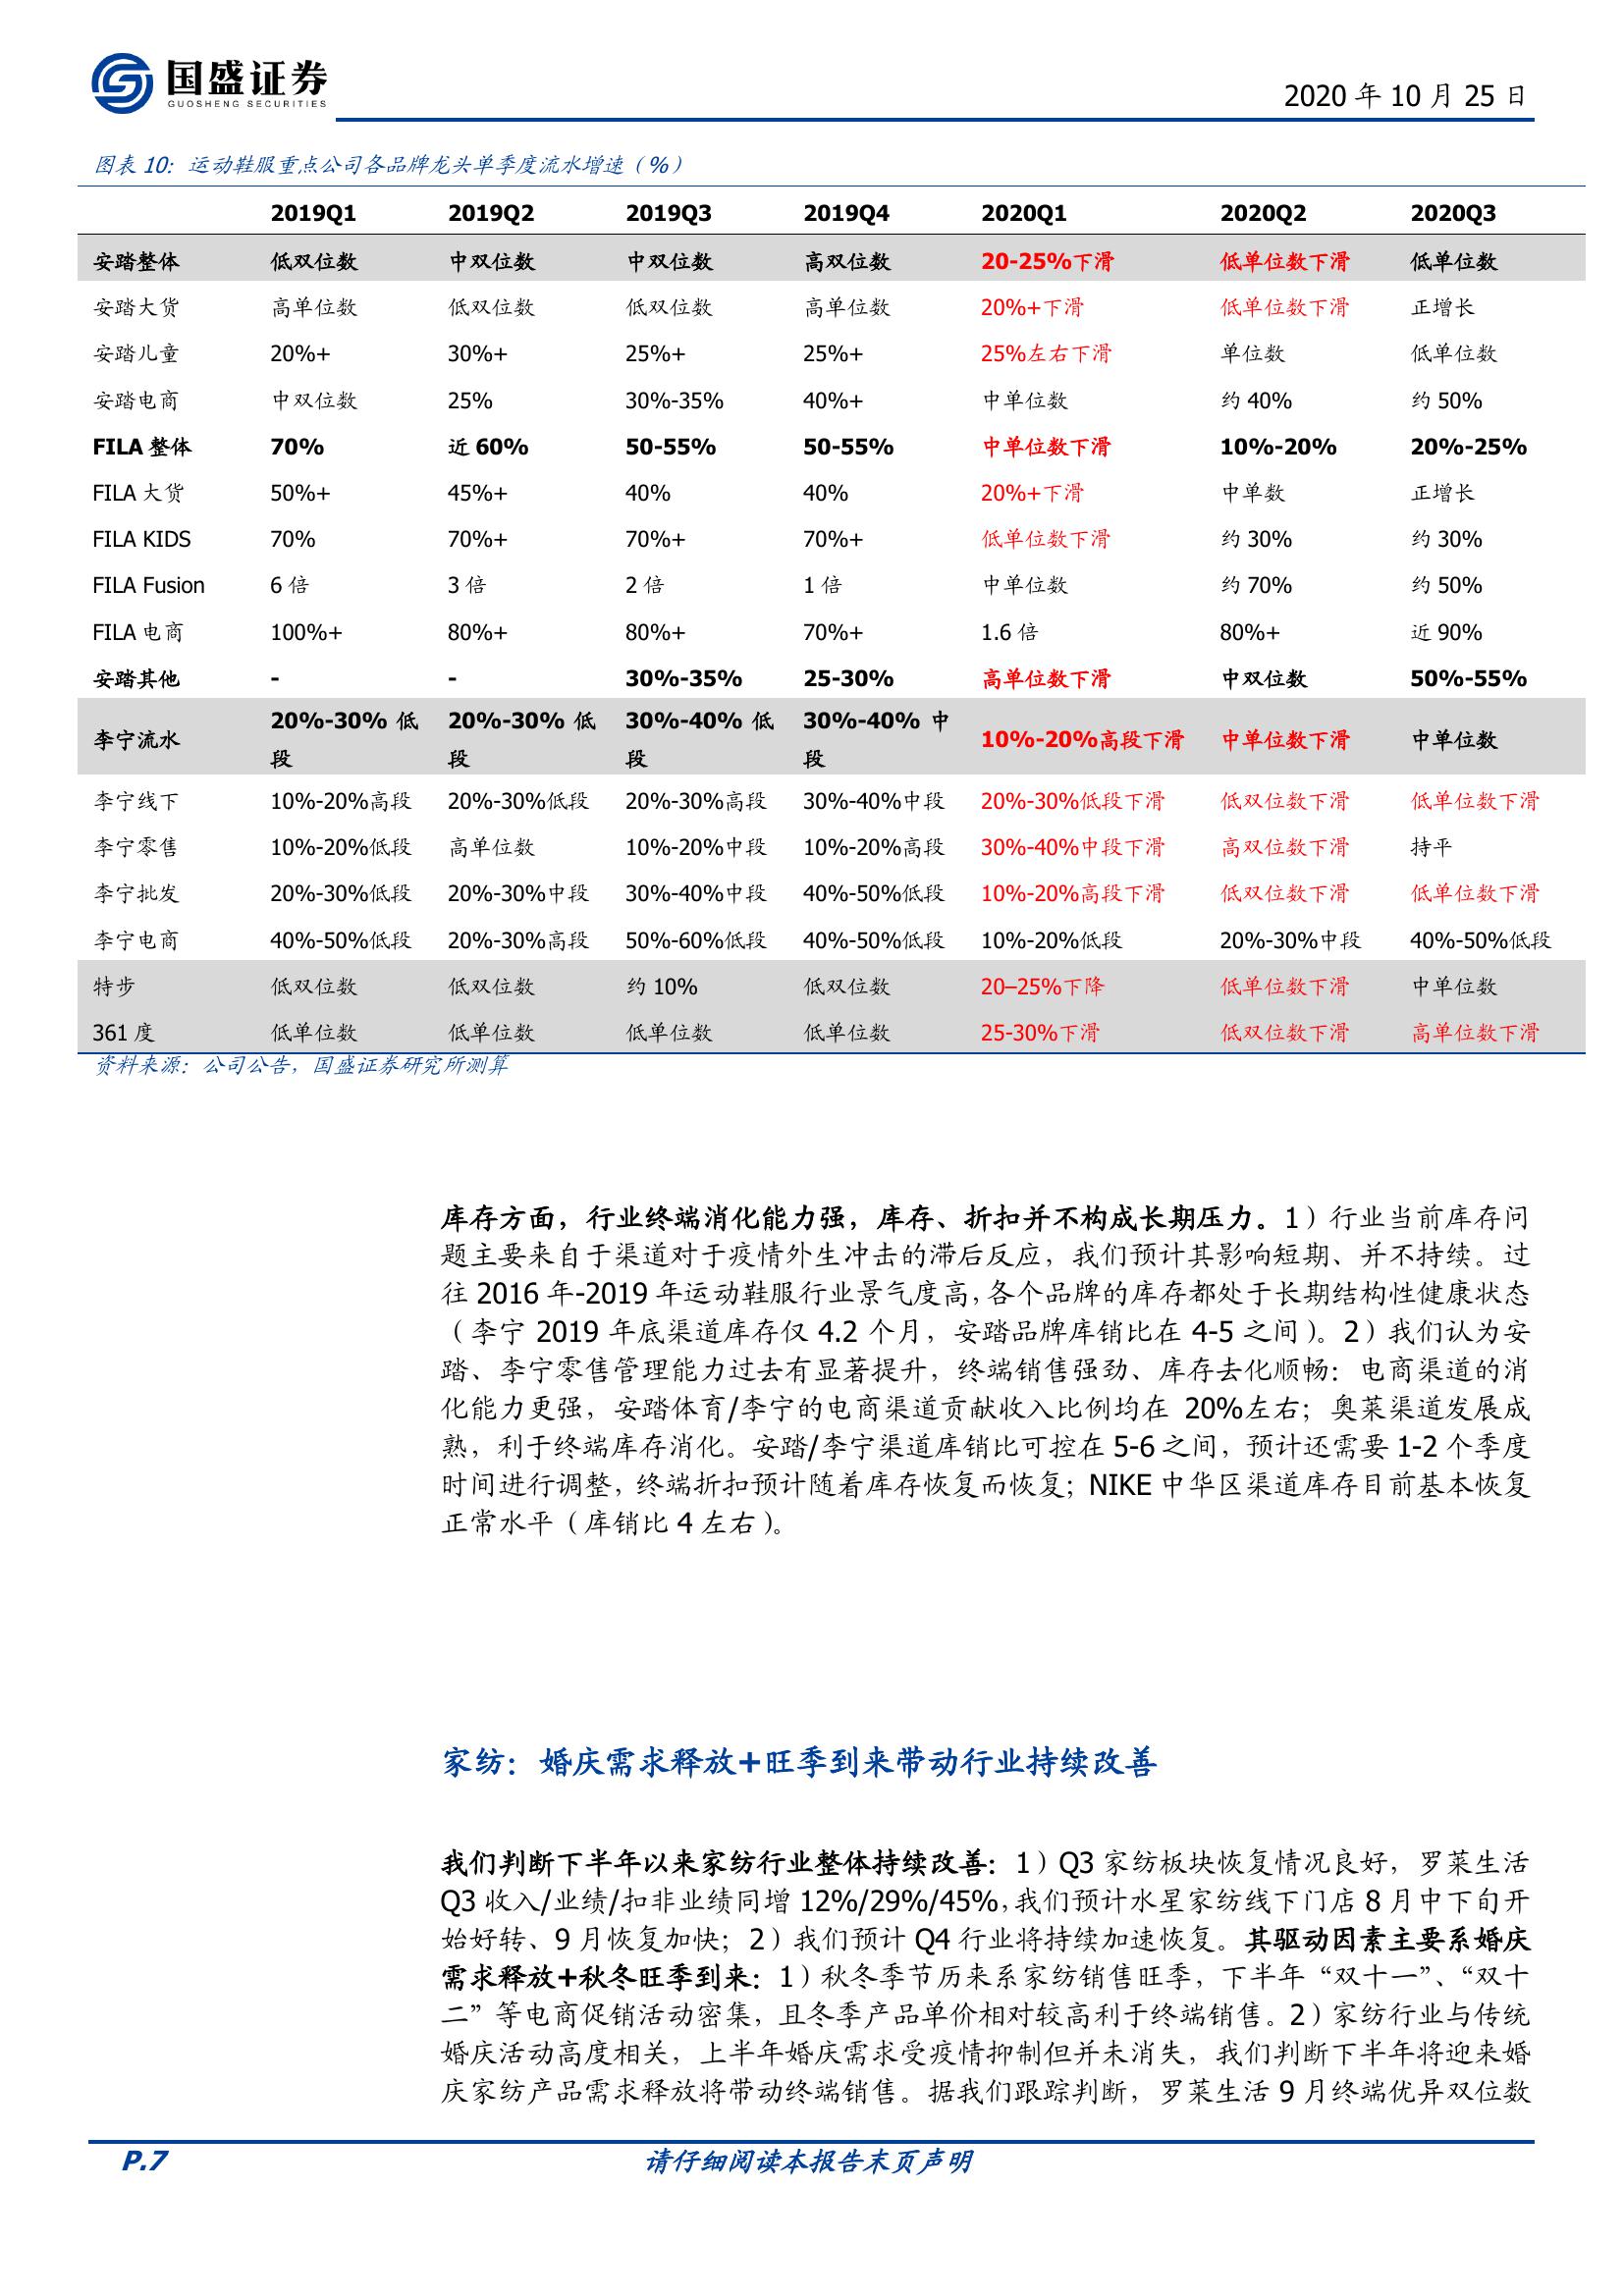 国盛证券
GUOSHENG SECURITIES
2020 年 10 月 25 日
图表 10：运动鞋服重点公司各品牌龙头单季度流水增速（%）
2019Q1 2019Q2 2019Q3 2019Q4 2020Q1 2020Q2 2020Q3
安踏整体 低双位数 中双位数 中双位数 高双位数 20-25%下滑 低单位数下滑 低单位数
安踏大货 高单位数 低双位数 低双位数 高单位数 20%+下滑 低单位数下滑 正增长
安踏儿童 20%+ 30%+ 25%+ 25%+ 25%左右下滑 单位数 低单位数
安踏电商 中双位数 25% 30%-35% 40%+ 中单位数 约 40% 约 50%
FILA 整体 70% 近 60% 50-55% 50-55% 中单位数下滑 10%-20% 20%-25%
FILA 大货 50%+ 45%+ 40% 40% 20%+下滑 中单数 正增长
FILA KIDS 70% 70%+ 70%+ 70%+ 低单位数下滑 约 30% 约 30%
FILA Fusion 6 倍 3 倍 2 倍 1 倍 中单位数 约 70% 约 50%
FILA 电商 100%+ 80%+ 80%+ 70%+ 1.6 倍 80%+ 近 90%
安踏其他 - - 30%-35% 25-30% 高单位数下滑 中双位数 50%-55%
李宁流水 20%-30% 低段 20%-30% 低段 30%-40% 低段 30%-40% 中段 10%-20%高段下滑 中单位数下滑 中单位数
李宁线下 10%-20%高段 20%-30%低段 20%-30%高段 30%-40%中段 20%-30%低段下滑 低双位数下滑 低单位数下滑
李宁零售 10%-20%低段 高单位数 10%-20%中段 10%-20%高段 30%-40%中段下滑 高双位数下滑 持平
李宁批发 20%-30%低段 20%-30%中段 30%-40%中段 40%-50%低段 10%-20%高段下滑 低双位数下滑 低单位数下滑
李宁电商 40%-50%低段 20%-30%高段 50%-60%低段 40%-50%低段 10%-20%低段 20%-30%中段 40%-50%低段
特步 低双位数 低双位数 约 10% 低双位数 20–25%下降 低单位数下滑 中单位数
361 度 低单位数 低单位数 低单位数 低单位数 25-30%下滑 低双位数下滑 高单位数下滑
资料来源：公司公告，国盛证券研究所测算
库存方面，行业终端消化能力强，库存、折扣并不构成长期压力。1）行业当前库存问
题主要来自于渠道对于疫情外生冲击的滞后反应，我们预计其影响短期、并不持续。过
往 2016 年-2019 年运动鞋服行业景气度高，各个品牌的库存都处于长期结构性健康状态
（李宁 2019 年底渠道库存仅 4.2 个月，安踏品牌库销比在 4-5 之间）。2）我们认为安
踏、李宁零售管理能力过去有显著提升，终端销售强劲、库存去化顺畅：电商渠道的消
化能力更强，安踏体育/李宁的电商渠道贡献收入比例均在 20%左右；奥莱渠道发展成
熟，利于终端库存消化。安踏/李宁渠道库销比可控在 5-6 之间，预计还需要 1-2 个季度
时间进行调整，终端折扣预计随着库存恢复而恢复；NIKE 中华区渠道库存目前基本恢复
正常水平（库销比 4 左右）。
家纺：婚庆需求释放+旺季到来带动行业持续改善
我们判断下半年以来家纺行业整体持续改善：1）Q3 家纺板块恢复情况良好，罗莱生活
Q3 收入/业绩/扣非业绩同增 12%/29%/45%，我们预计水星家纺线下门店 8 月中下旬开
始好转、9 月恢复加快；2）我们预计 Q4 行业将持续加速恢复。其驱动因素主要系婚庆
需求释放+秋冬旺季到来：1）秋冬季节历来系家纺销售旺季，下半年“双十一”、“双十
二”等电商促销活动密集，且冬季产品单价相对较高利于终端销售。2）家纺行业与传统
婚庆活动高度相关，上半年婚庆需求受疫情抑制但并未消失，我们判断下半年将迎来婚
庆家纺产品需求释放将带动终端销售。据我们跟踪判断，罗莱生活 9 月终端优异双位数
P.7 请仔细阅读本报告末页声明